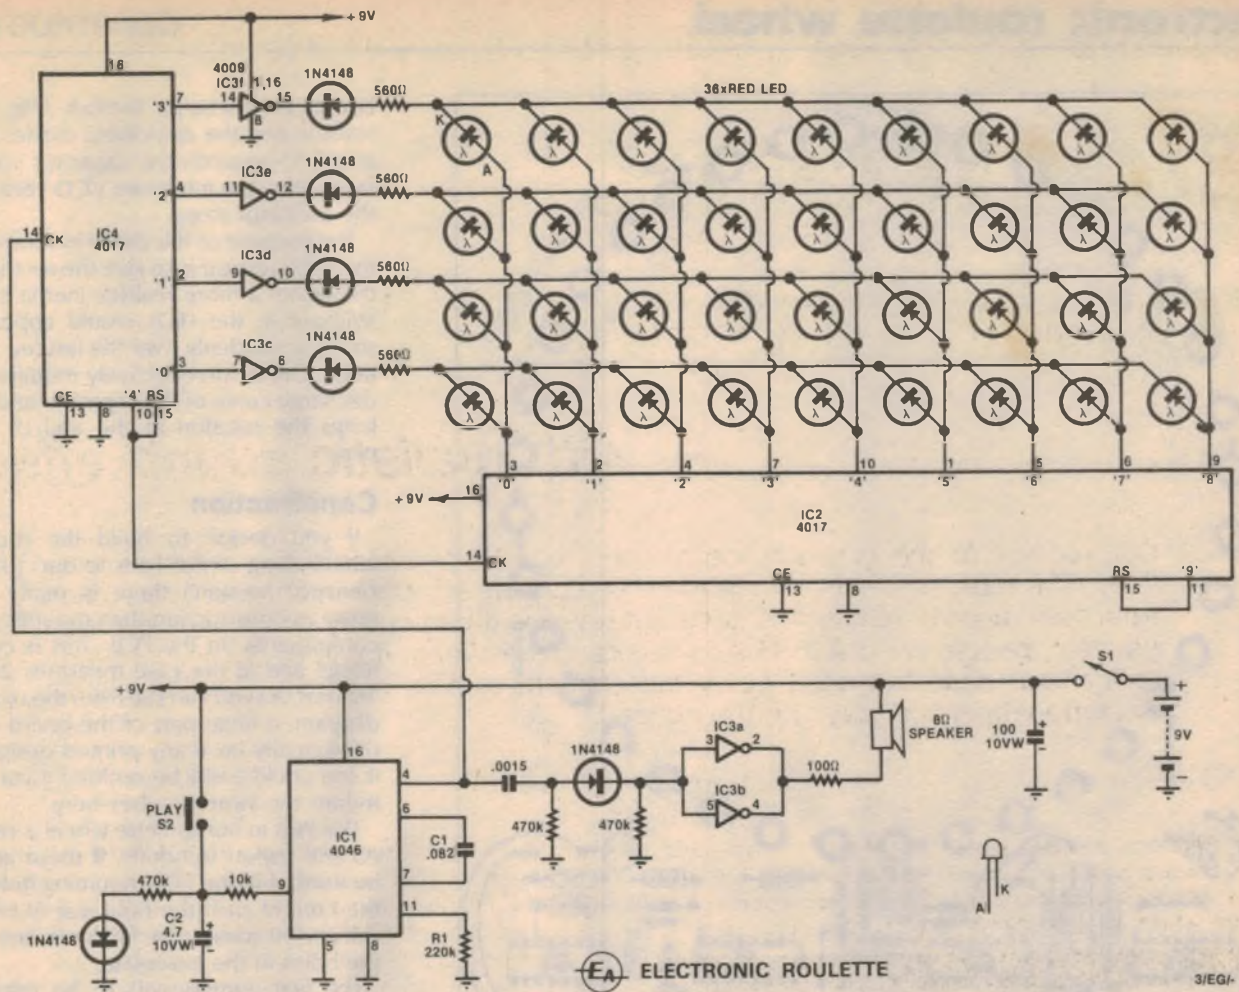 +9V
16
4009
IC3f 1,16
1N4148
560Ω
36xRED LED
'3'
7
14
15
8
K
A
λ λ λ λ λ λ λ λ λ
IC3e
1N4148
560Ω
'2'
4
11
12
λ λ λ λ λ λ λ λ λ
14
CK
IC4
4017
IC3d
1N4148
560Ω
'1'
2
9
10
λ λ λ λ λ λ λ λ λ
IC3c
1N4148
560Ω
'0'
3
7
6
λ λ λ λ λ λ λ λ λ
CE
'4' RS
13
8
10
15
3 2 4 7 10 1 5 6 9
'0' '1' '2' '3' '4' '5' '6' '7' '8'
+9V
16
IC2
4017
14
CK
CE
13
8
RS
15
'9'
11
+9V
S1
16
IC3a
3
2
8Ω
SPEAKER
100
10VW
+
-
+
9V
-
4
.0015
1N4148
100Ω
IC3b
5
4
PLAY
S2
6
IC1
4046
C1
.082
7
470k
470k
470k
10k
9
11
1N4148
C2
4.7
10VW
+
-
5
8
R1
220k
K
A
EA ELECTRONIC ROULETTE
3/EG/-
Construction